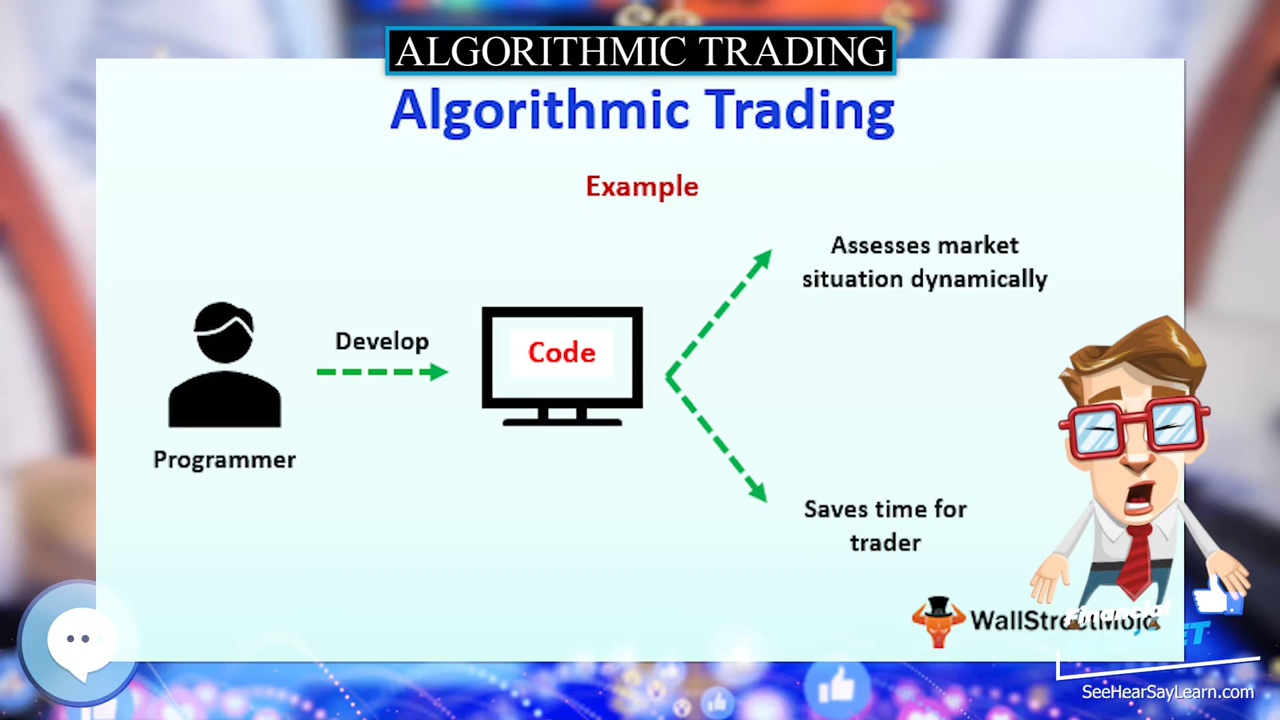 ALGORITHMIC TRADING
Algorithmic Trading
Example
Assesses market
situation dynamically
Develop
Code
Programmer
Saves time for
trader
WallStreetMojo
Financial
SeeHearSayLearn.com